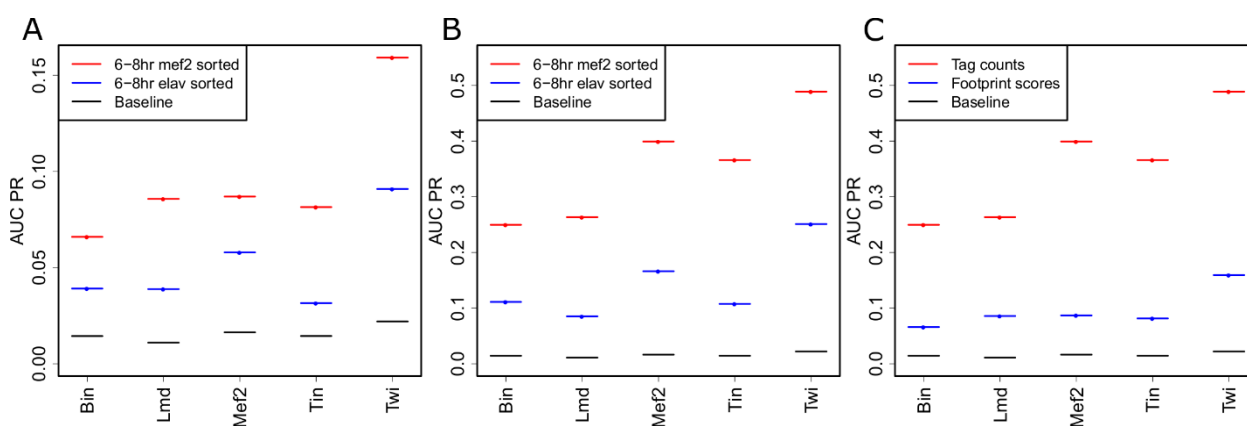 A
6-8hr mef2 sorted
6-8hr elav sorted
Baseline
AUC PR
0.15
0.10
0.05
0.00
Bin
Lmd
Mef2
Tin
Twi
B
6-8hr mef2 sorted
6-8hr elav sorted
Baseline
AUC PR
0.5
0.4
0.3
0.2
0.1
0.0
Bin
Lmd
Mef2
Tin
Twi
C
Tag counts
Footprint scores
Baseline
AUC PR
0.5
0.4
0.3
0.2
0.1
0.0
Bin
Lmd
Mef2
Tin
Twi